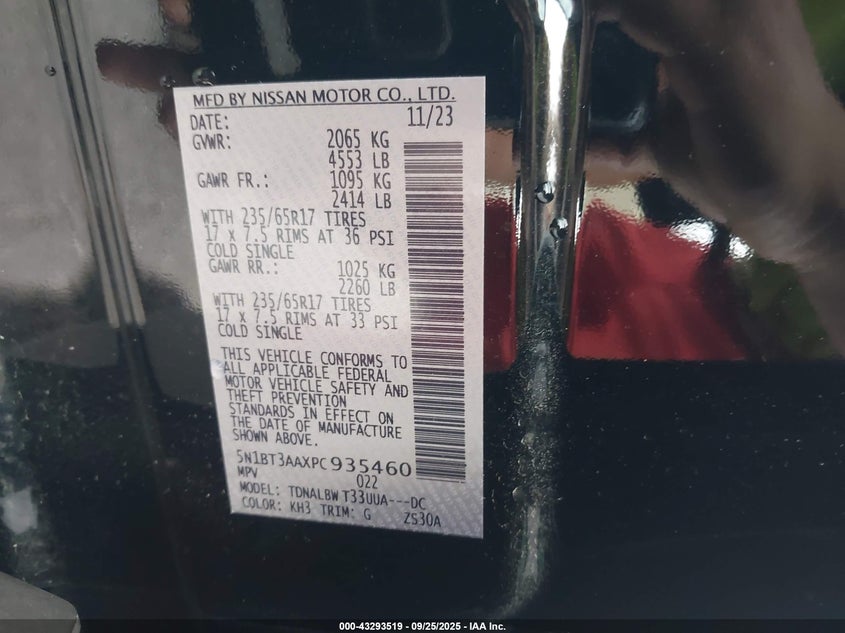 MFD BY NISSAN MOTOR CO., LTD.
DATE: 11/23
GVWR: 2065 KG
4553 LB
GAWR FR.: 1095 KG
2414 LB
WITH 235/65R17 TIRES
17 x 7.5 RIMS AT 36 PSI
COLD SINGLE
GAWR RR.: 1025 KG
2260 LB
WITH 235/65R17 TIRES
17 x 7.5 RIMS AT 33 PSI
COLD SINGLE
THIS VEHICLE CONFORMS TO
ALL APPLICABLE FEDERAL
MOTOR VEHICLE SAFETY AND
THEFT PREVENTION
STANDARDS IN EFFECT ON
THE DATE OF MANUFACTURE
SHOWN ABOVE.
5N1BT3AAXPC935460
MPV 022
MODEL: TDNALBW T33UUA---DC
COLOR: KH3 TRIM: G ZS30A
000-43293519 - 09/25/2025 - IAA Inc.